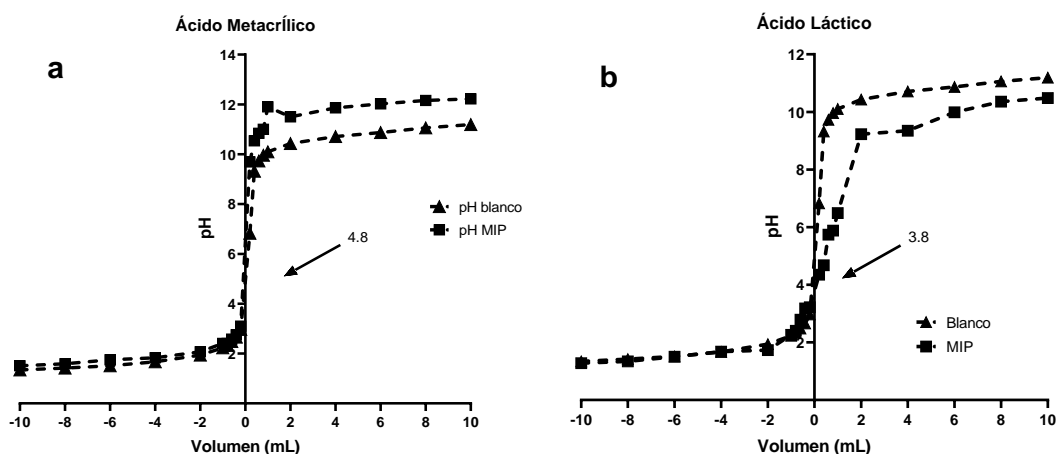 Ácido Metacrílico
a
14
12
10
8
6
4
2
pH
pH blanco
pH MIP
4.8
-10 -8 -6 -4 -2 0 2 4 6 8 10
Volumen (mL)
Ácido Láctico
b
12
10
8
6
4
2
pH
3.8
Blanco
MIP
-10 -8 -6 -4 -2 0 2 4 6 8 10
Volumen (mL)